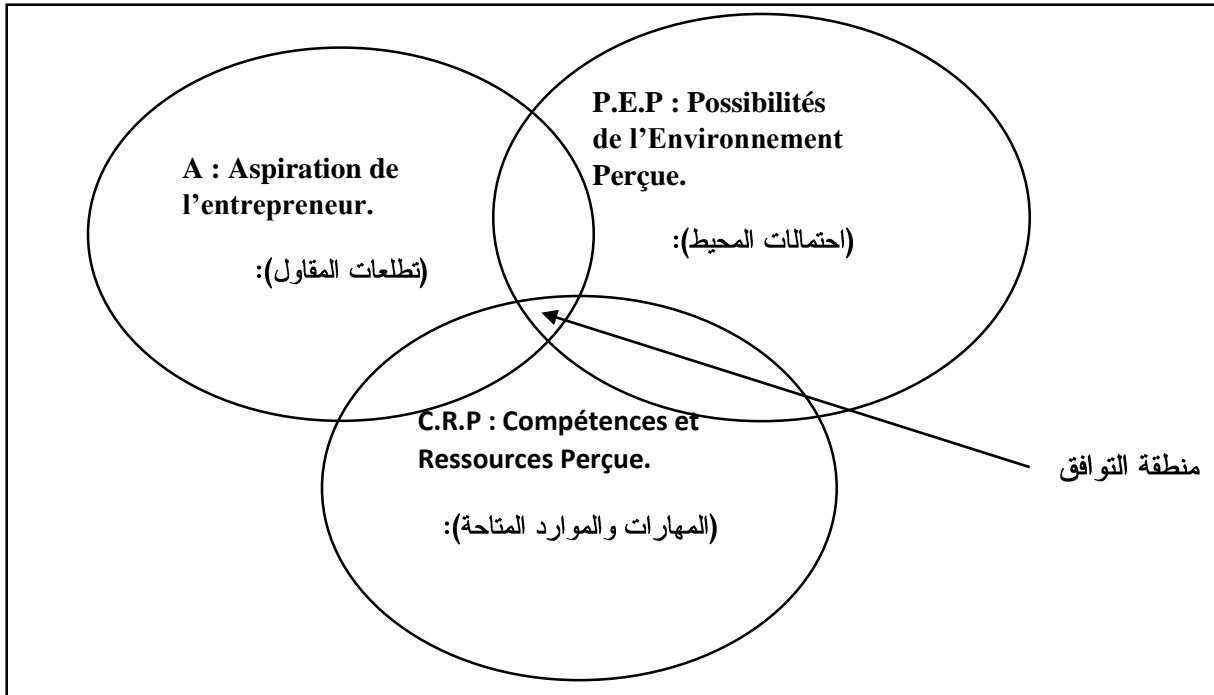 P.E.P : Possibilités
de l’Environnement
Perçue.
(احتمالات المحيط):
A : Aspiration de
l’entrepreneur.
(تطلعات المقاول):
C.R.P : Compétences et
Ressources Perçue.
(المهارات والموارد المتاحة):
منطقة التوافق